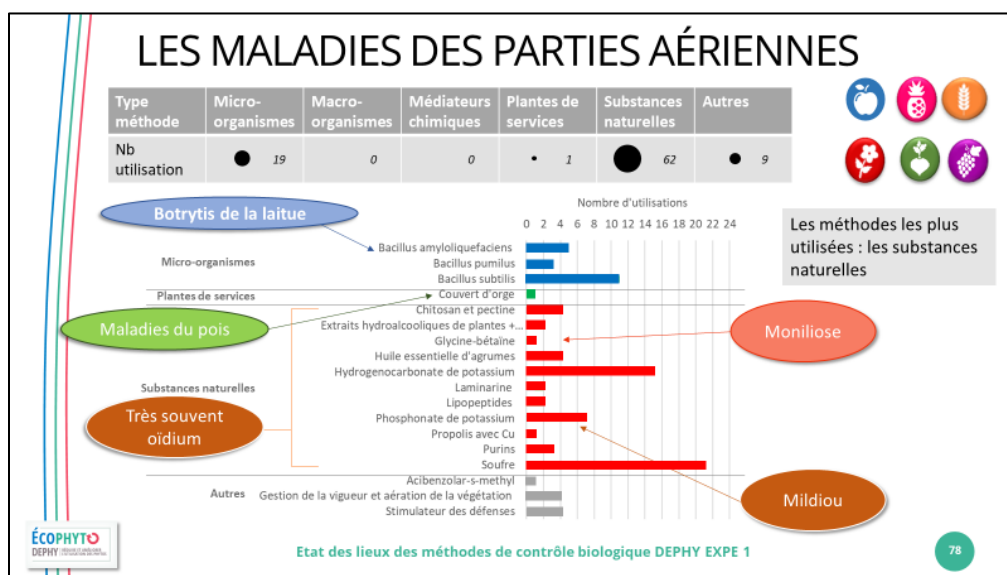 LES MALADIES DES PARTIES AÉRIENNES
Type méthode
Micro-organismes
Macro-organismes
Médiateurs chimiques
Plantes de services
Substances naturelles
Autres
Nb utilisation
19
0
0
1
62
9
Botrytis de la laitue
Nombre d'utilisations
0 2 4 6 8 10 12 14 16 18 20 22 24
Les méthodes les plus
utilisées : les substances
naturelles
Micro-organismes
Bacillus amyloliquefaciens
Bacillus pumilus
Bacillus subtilis
Plantes de services
Couvert d'orge
Maladies du pois
Moniliose
Substances naturelles
Chitosan et pectine
Extraits hydroalcooliques de plantes +...
Glycine-bétaïne
Huile essentielle d'agrumes
Hydrogenocarbonate de potassium
Laminarine
Lipopeptides
Phosphonate de potassium
Propolis avec Cu
Purins
Soufre
Très souvent
oïdium
Mildiou
Autres
Acibenzolar-s-methyl
Gestion de la vigueur et aération de la végétation
Stimulateur des défenses
ÉCOPHYTO
DEPHY
Etat des lieux des méthodes de contrôle biologique DEPHY EXPE 1
78